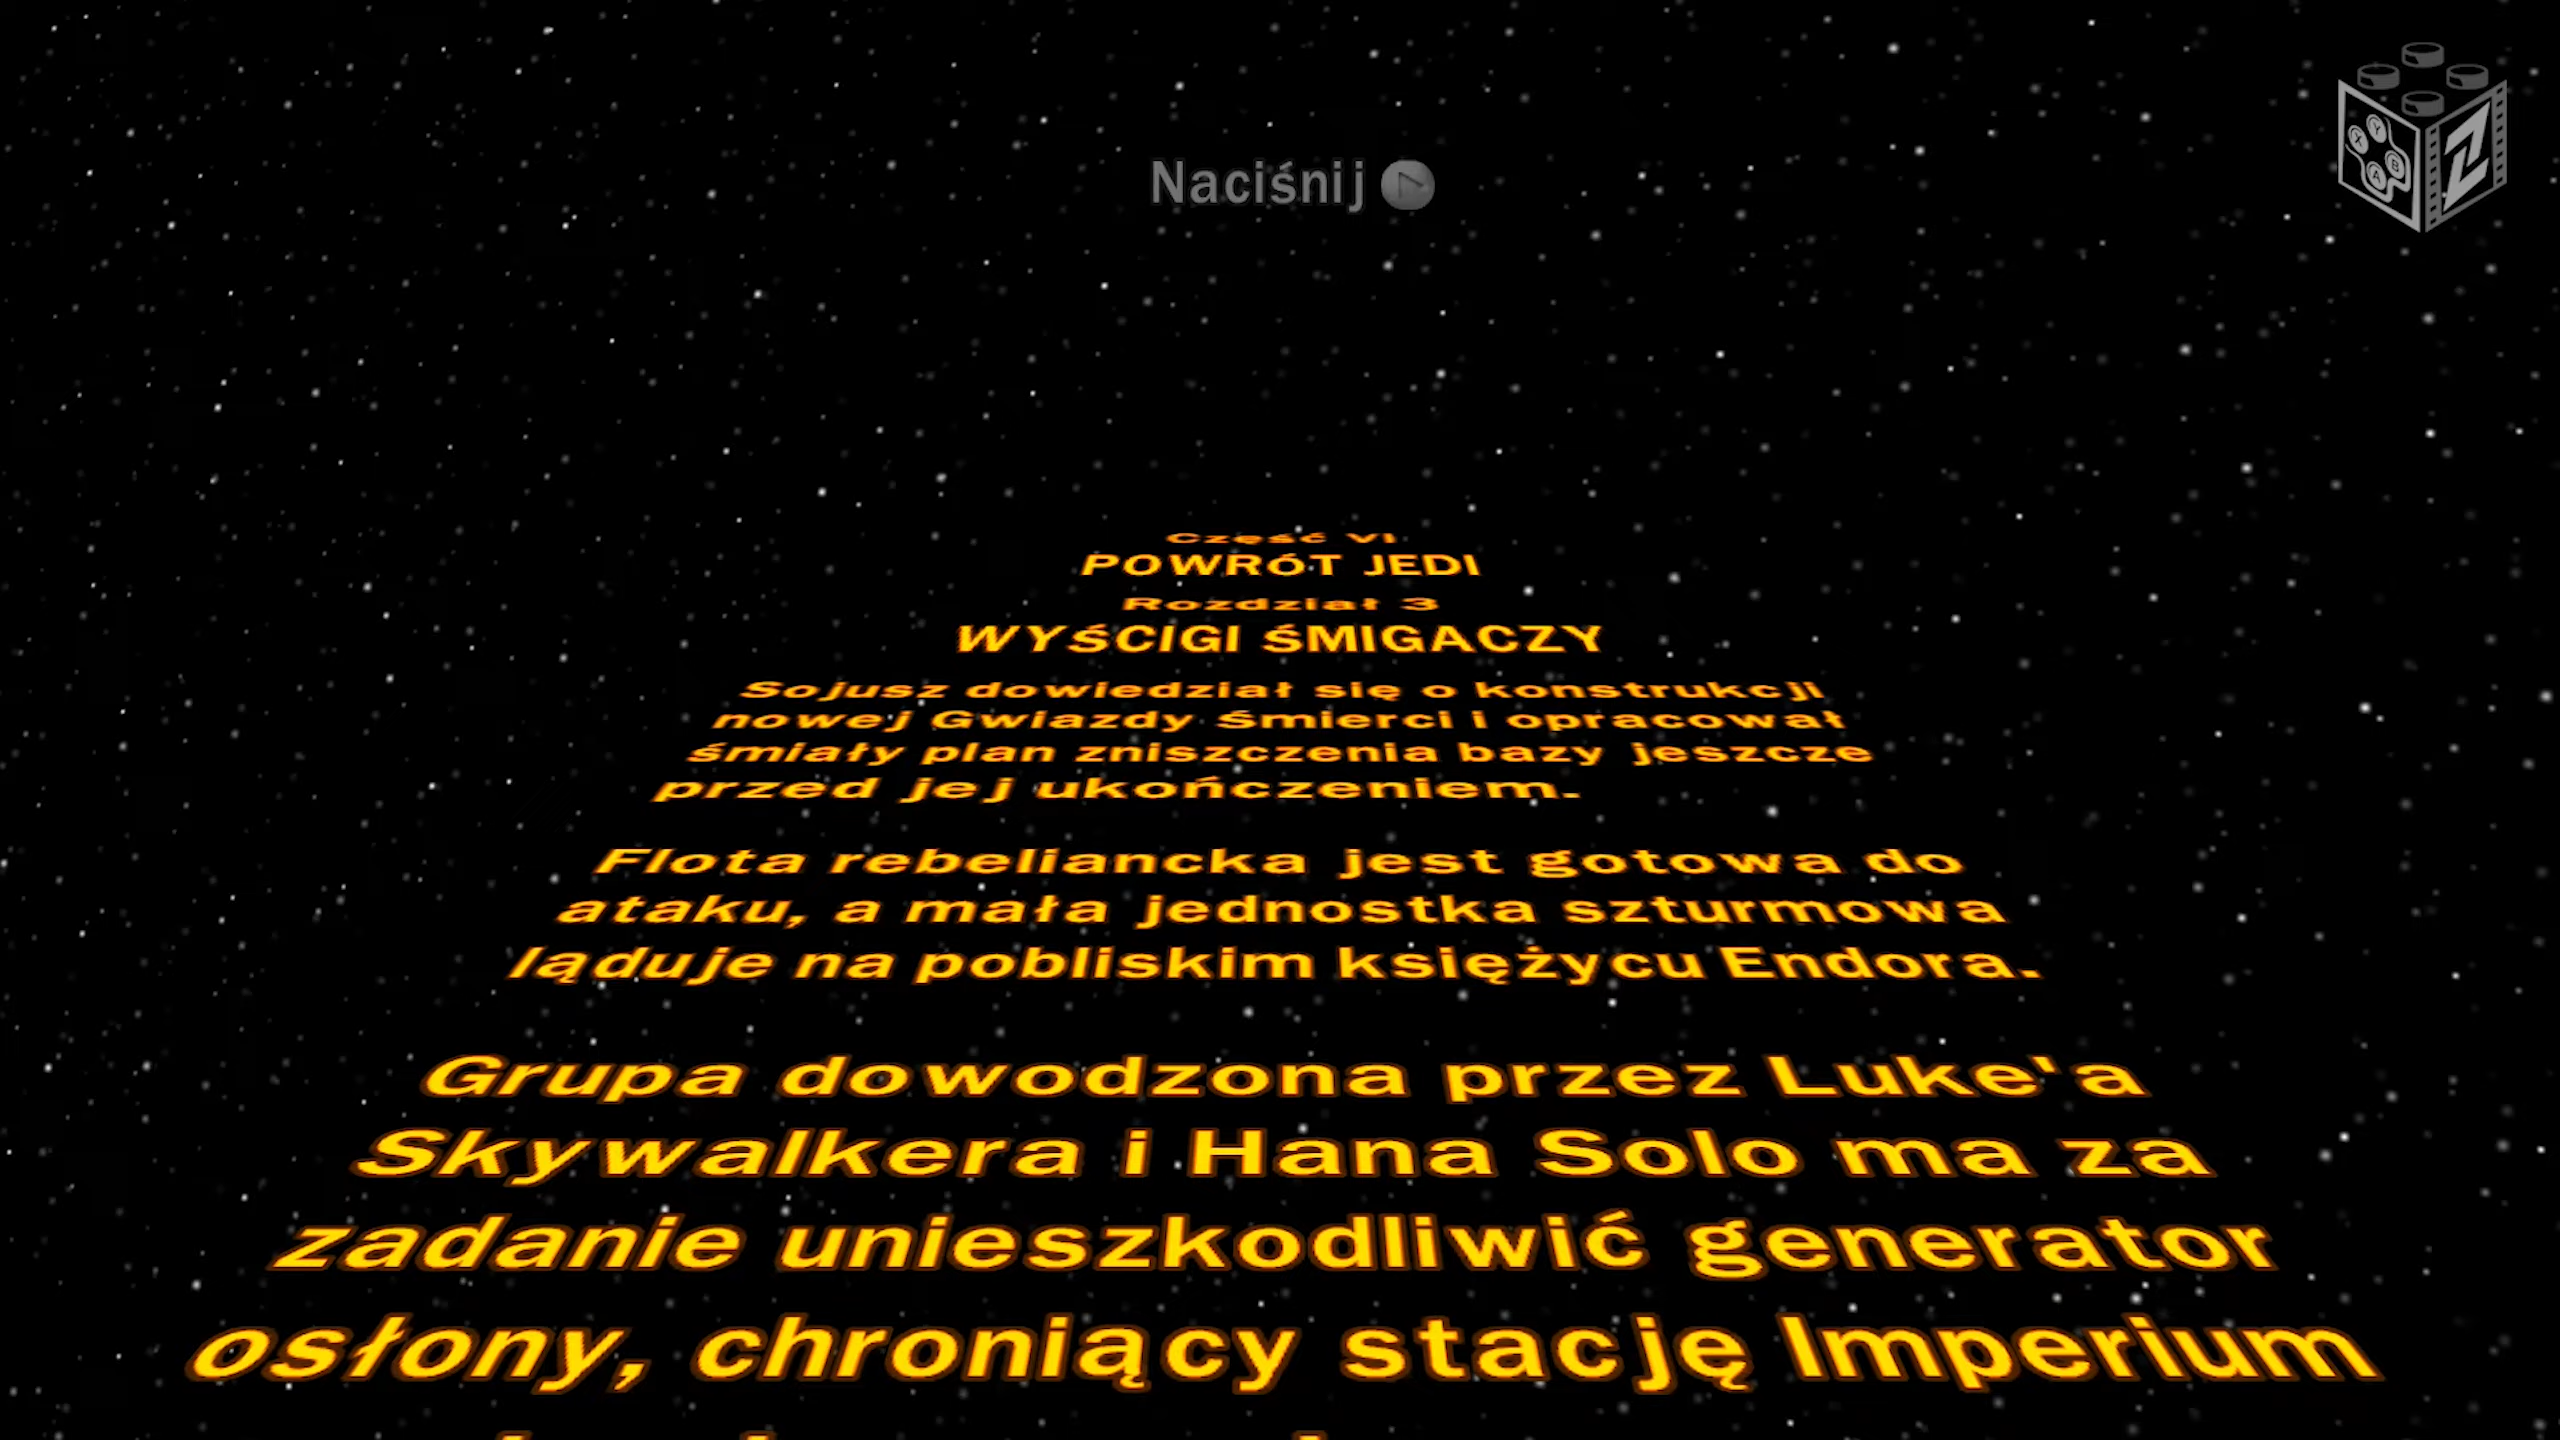 Naciśnij
Część VI
POWRÓT JEDI
Rozdział 3
WYŚCIGI ŚMIGACZY
Sojusz dowiedział się o konstrukcji
nowej Gwiazdy Śmierci i opracował
śmiały plan zniszczenia bazy jeszcze
przed jej ukończeniem.
Flota rebeliancka jest gotowa do
ataku, a mała jednostka szturmowa
ląduje na pobliskim księżycu Endora.
Grupa dowodzona przez Luke'a
Skywalkera i Hana Solo ma za
zadanie unieszkodliwić generator
osłony, chroniący stację Imperium
X Y B A
Z